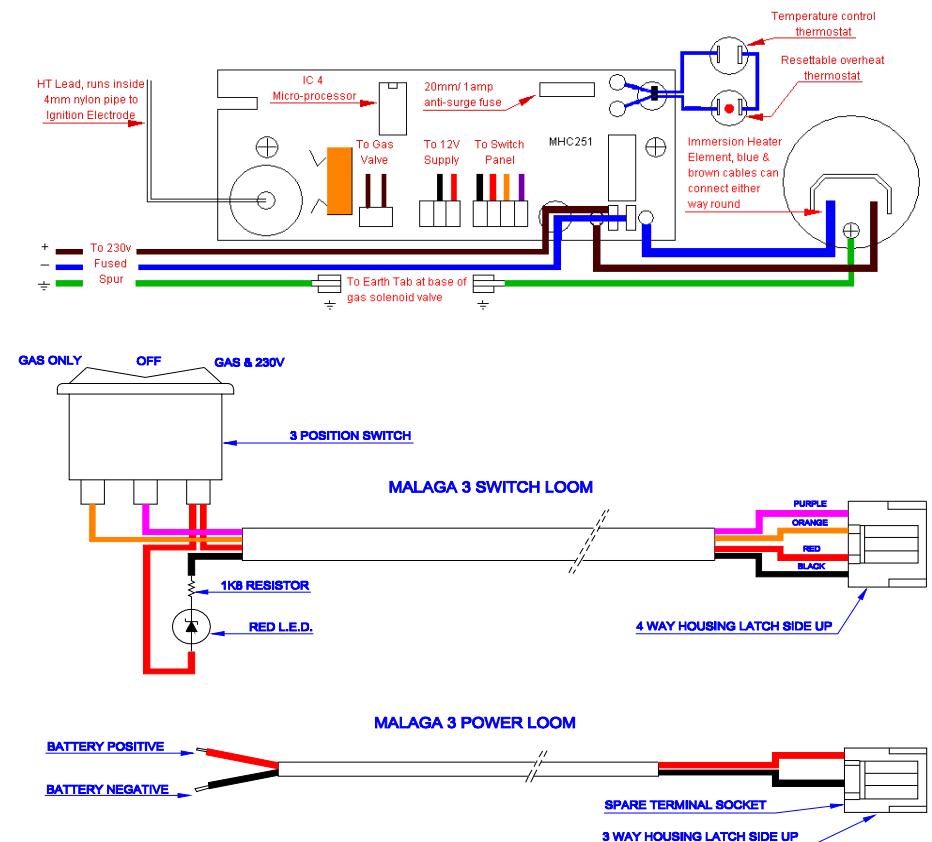 Temperature control
thermostat
Resettable overheat
thermostat
HT Lead, runs inside
4mm nylon pipe to
Ignition Electrode
IC 4
Micro-processor
20mm/ 1amp
anti-surge fuse
MHC251
To Gas
Valve
To 12V
Supply
To Switch
Panel
Immersion Heater
Element, blue &
brown cables can
connect either
way round
+
−
To 230v
Fused
Spur
To Earth Tab at base of
gas solenoid valve
GAS ONLY
OFF
GAS & 230V
3 POSITION SWITCH
MALAGA 3 SWITCH LOOM
PURPLE
ORANGE
RED
BLACK
1K8 RESISTOR
RED L.E.D.
4 WAY HOUSING LATCH SIDE UP
MALAGA 3 POWER LOOM
BATTERY POSITIVE
BATTERY NEGATIVE
SPARE TERMINAL SOCKET
3 WAY HOUSING LATCH SIDE UP